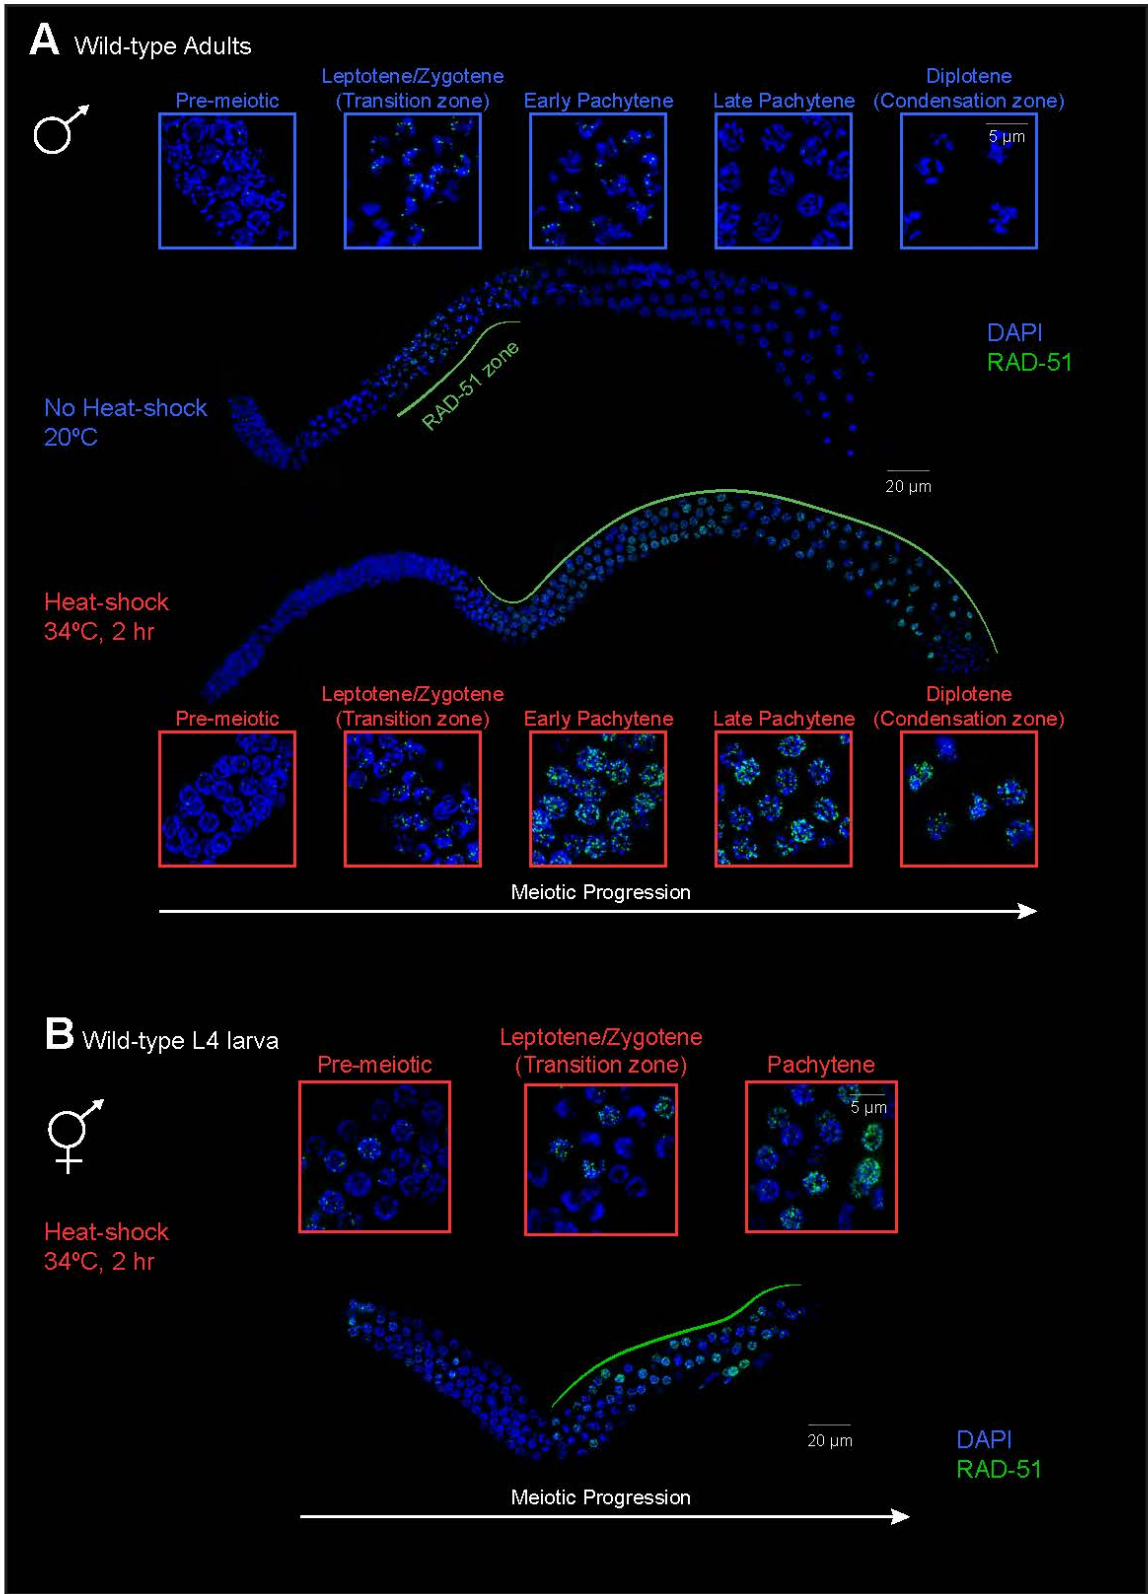 A Wild-type Adults
Pre-meiotic
Leptotene/Zygotene
(Transition zone)
Early Pachytene
Late Pachytene
Diplotene
(Condensation zone)
5 µm
DAPI
RAD-51
RAD-51 zone
No Heat-shock
20ºC
20 µm
Heat-shock
34ºC, 2 hr
Pre-meiotic
Leptotene/Zygotene
(Transition zone)
Early Pachytene
Late Pachytene
Diplotene
(Condensation zone)
Meiotic Progression
B Wild-type L4 larva
Pre-meiotic
Leptotene/Zygotene
(Transition zone)
Pachytene
5 µm
Heat-shock
34ºC, 2 hr
20 µm
DAPI
RAD-51
Meiotic Progression